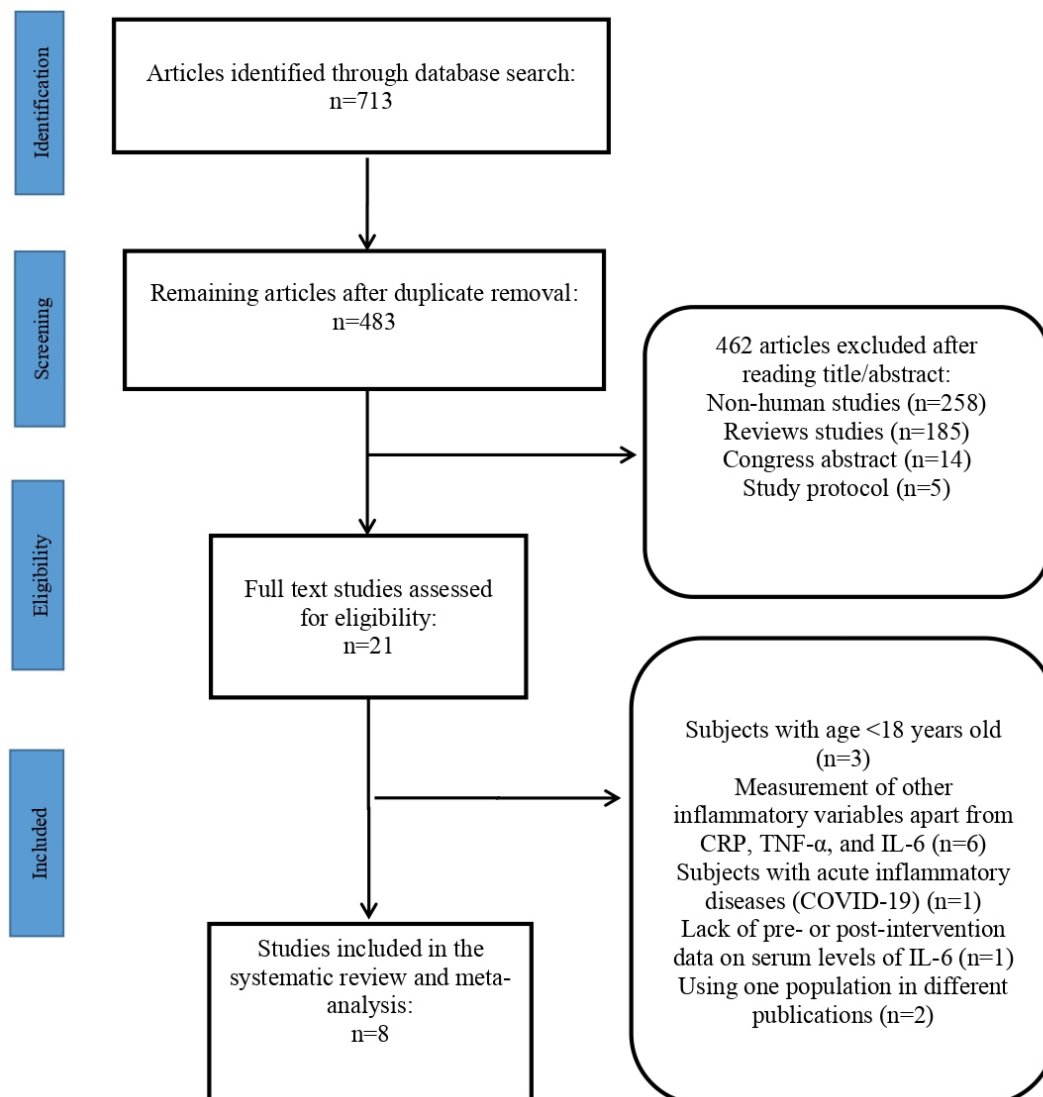 Identification
Articles identified through database search:
n=713
Screening
Remaining articles after duplicate removal:
n=483
462 articles excluded after
reading title/abstract:
Non-human studies (n=258)
Reviews studies (n=185)
Congress abstract (n=14)
Study protocol (n=5)
Eligibility
Full text studies assessed
for eligibility:
n=21
Subjects with age <18 years old
(n=3)
Measurement of other
inflammatory variables apart from
CRP, TNF-α, and IL-6 (n=6)
Subjects with acute inflammatory
diseases (COVID-19) (n=1)
Lack of pre- or post-intervention
data on serum levels of IL-6 (n=1)
Using one population in different
publications (n=2)
Included
Studies included in the
systematic review and meta-
analysis:
n=8